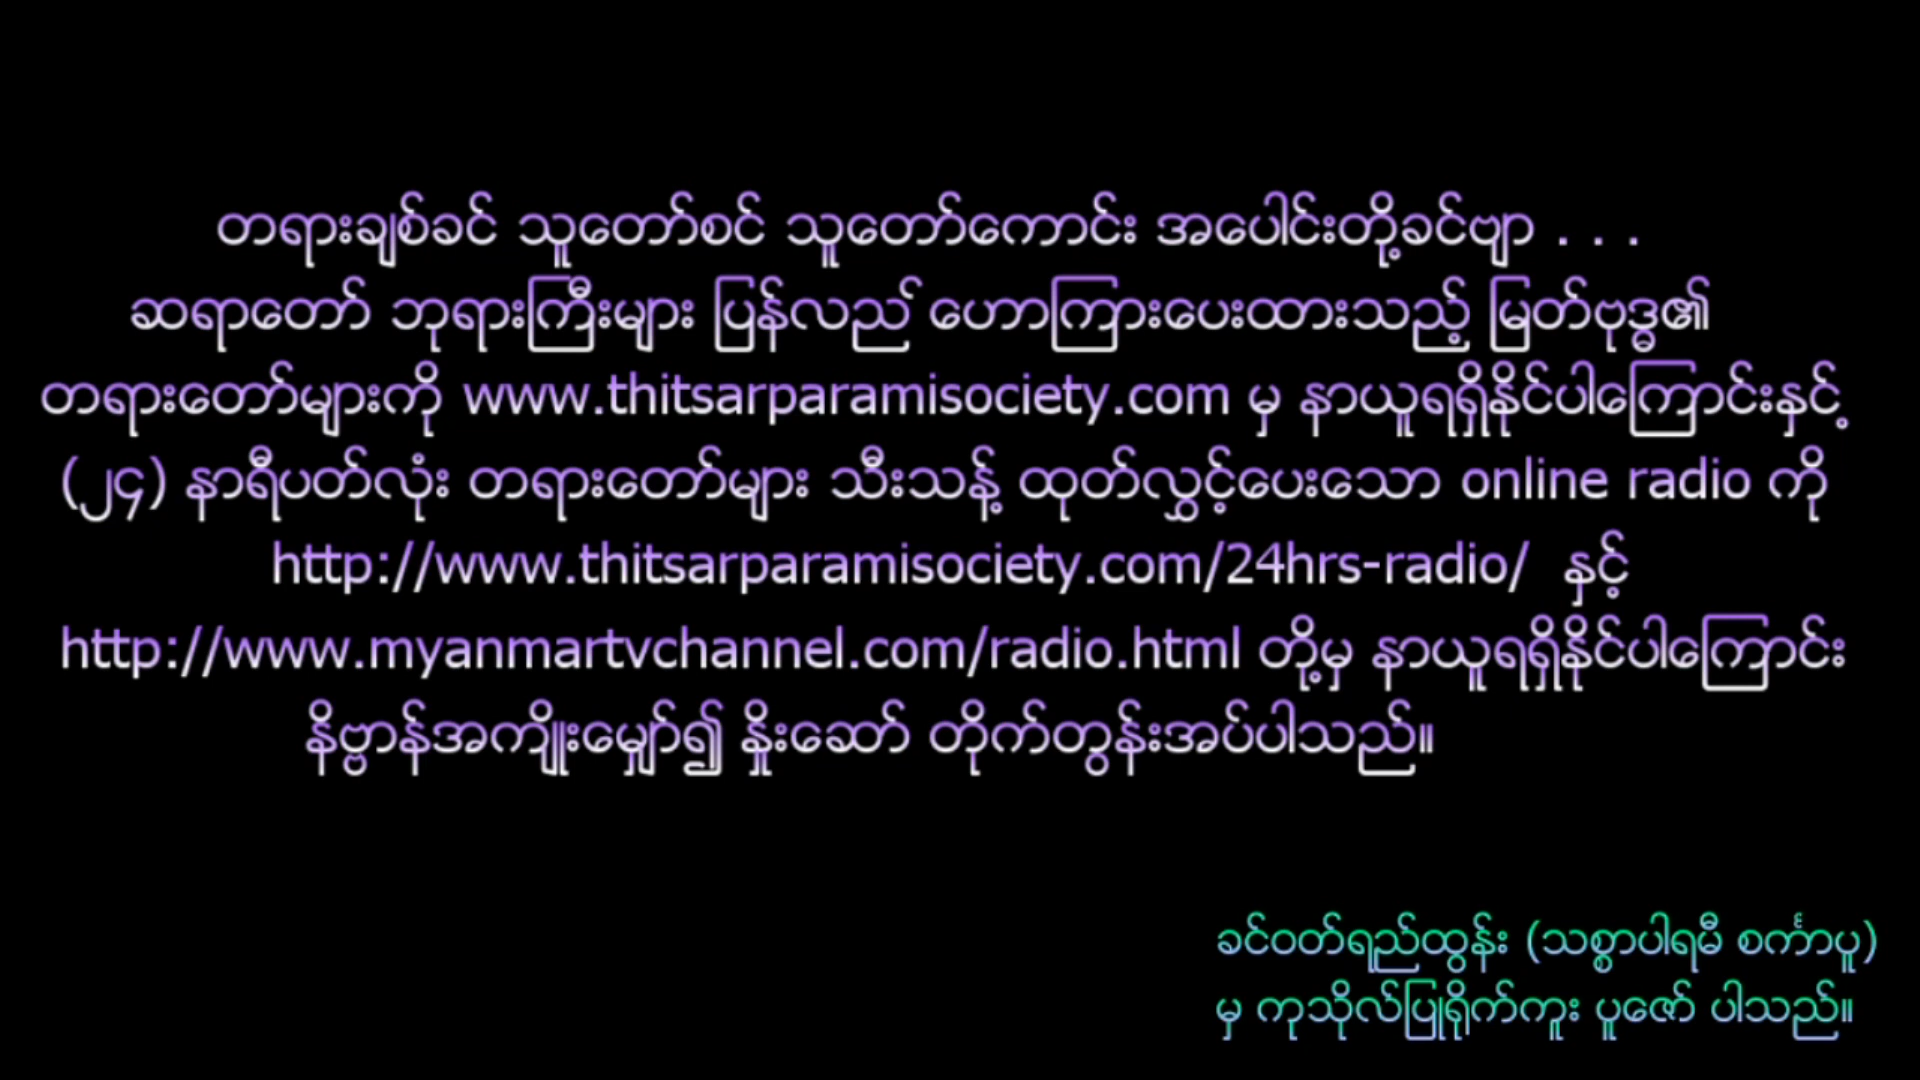 တရားချစ်ခင် သူတော်စင် သူတော်ကောင်း အပေါင်းတို့ခင်ဗျာ . . .
ဆရာတော် ဘုရားကြီးများ ပြန်လည် ဟောကြားပေးထားသည့် မြတ်ဗုဒ္ဓ၏
တရားတော်များကို www.thitsarparamisociety.com မှ နာယူရရှိနိုင်ပါကြောင်းနှင့်
(၂၄) နာရီပတ်လုံး တရားတော်များ သီးသန့် ထုတ်လွှင့်ပေးသော online radio ကို
http://www.thitsarparamisociety.com/24hrs-radio/ နှင့်
http://www.myanmartvchannel.com/radio.html တို့မှ နာယူရရှိနိုင်ပါကြောင်း
နိဗ္ဗာန်အကျိုးမျှော်၍ နှိုးဆော် တိုက်တွန်းအပ်ပါသည်။
ခင်ဝတ်ရည်ထွန်း (သစ္စာပါရမီ စင်္ကာပူ)
မှ ကုသိုလ်ပြုရိုက်ကူး ပူဇော် ပါသည်။